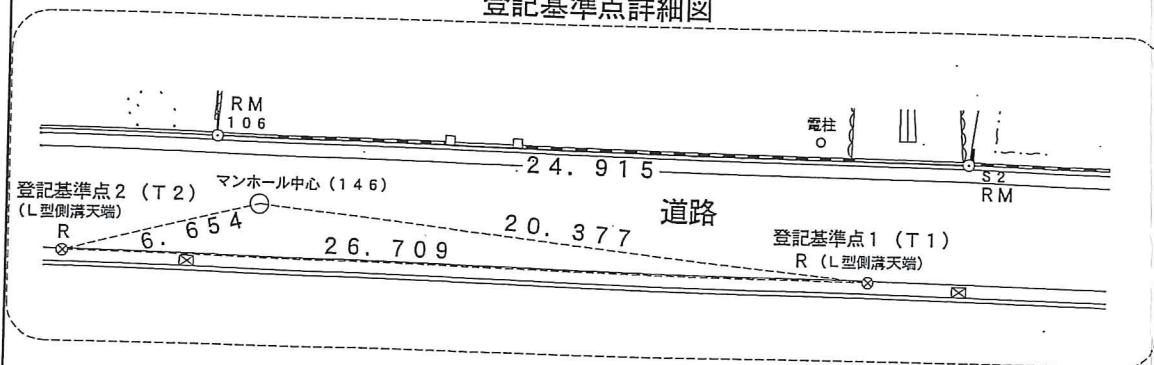 登記基準点詳細図
RM
106
電柱
24.915
S2
RM
登記基準点2(T2)
(L型側溝天端)
R
マンホール中心(146)
道路
6.654
26.709
20.377
登記基準点1(T1)
R(L型側溝天端)